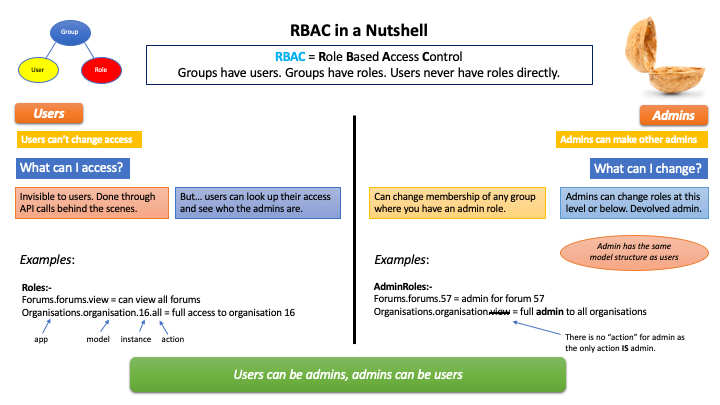 RBAC in a Nutshell
Group
User
Role
RBAC = Role Based Access Control
Groups have users. Groups have roles. Users never have roles directly.
Users
Users can't change access
What can I access?
Invisible to users. Done through
API calls behind the scenes.
But... users can look up their access
and see who the admins are.
Examples:
Roles:-
Forums.forums.view = can view all forums
Organisations.organisation.16.all = full access to organisation 16
app
model
instance
action
Admins
Admins can make other admins
What can I change?
Can change membership of any group
where you have an admin role.
Admins can change roles at this
level or below. Devolved admin.
Admin has the same
model structure as users
Examples:
AdminRoles:-
Forums.forums.57 = admin for forum 57
Organisations.organisation.view = full admin to all organisations
There is no "action" for admin as
the only action IS admin.
Users can be admins, admins can be users